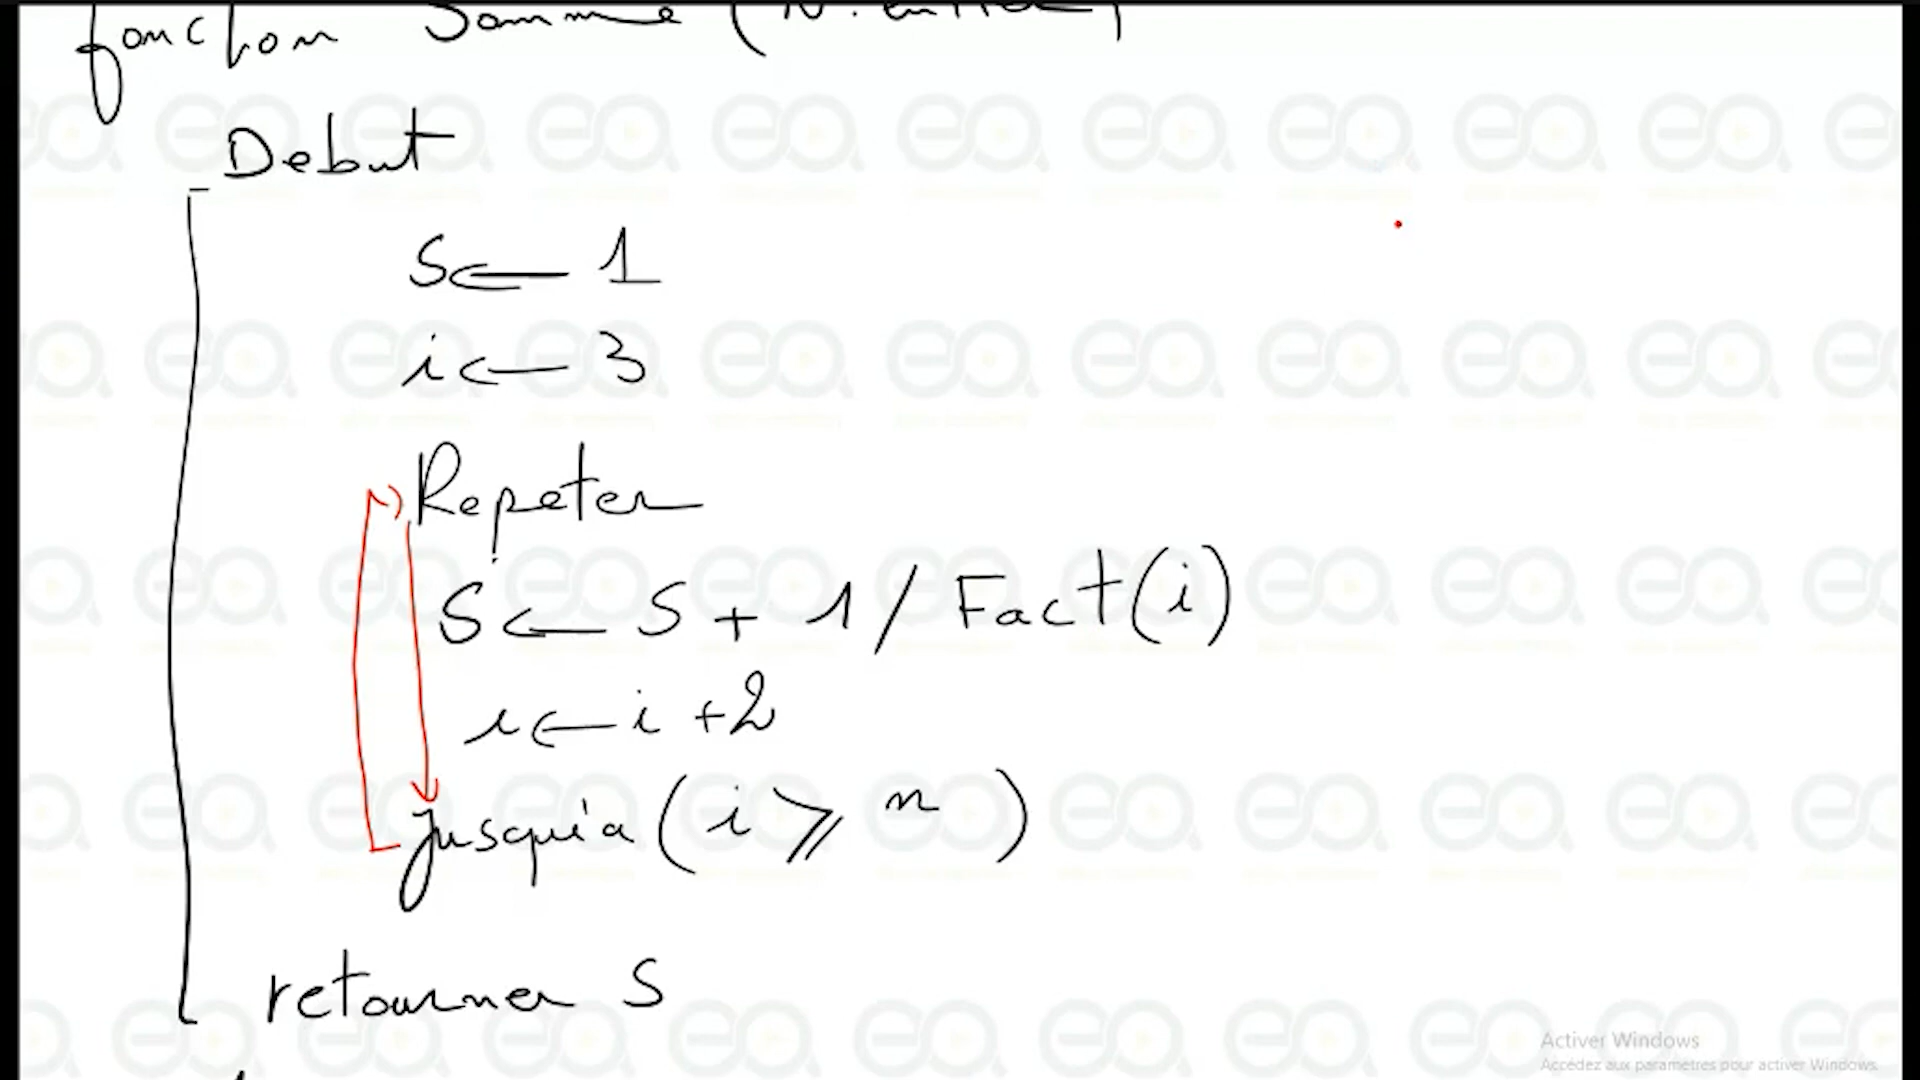 fonction Somme (N: entier)
Debut
S ← 1
i ← 3
Repeter
S ← S + 1 / Fact(i)
i ← i + 2
jusqu'a (i ⩾ n)
retourner S
Activer Windows
Accédez aux paramètres pour activer Windows.